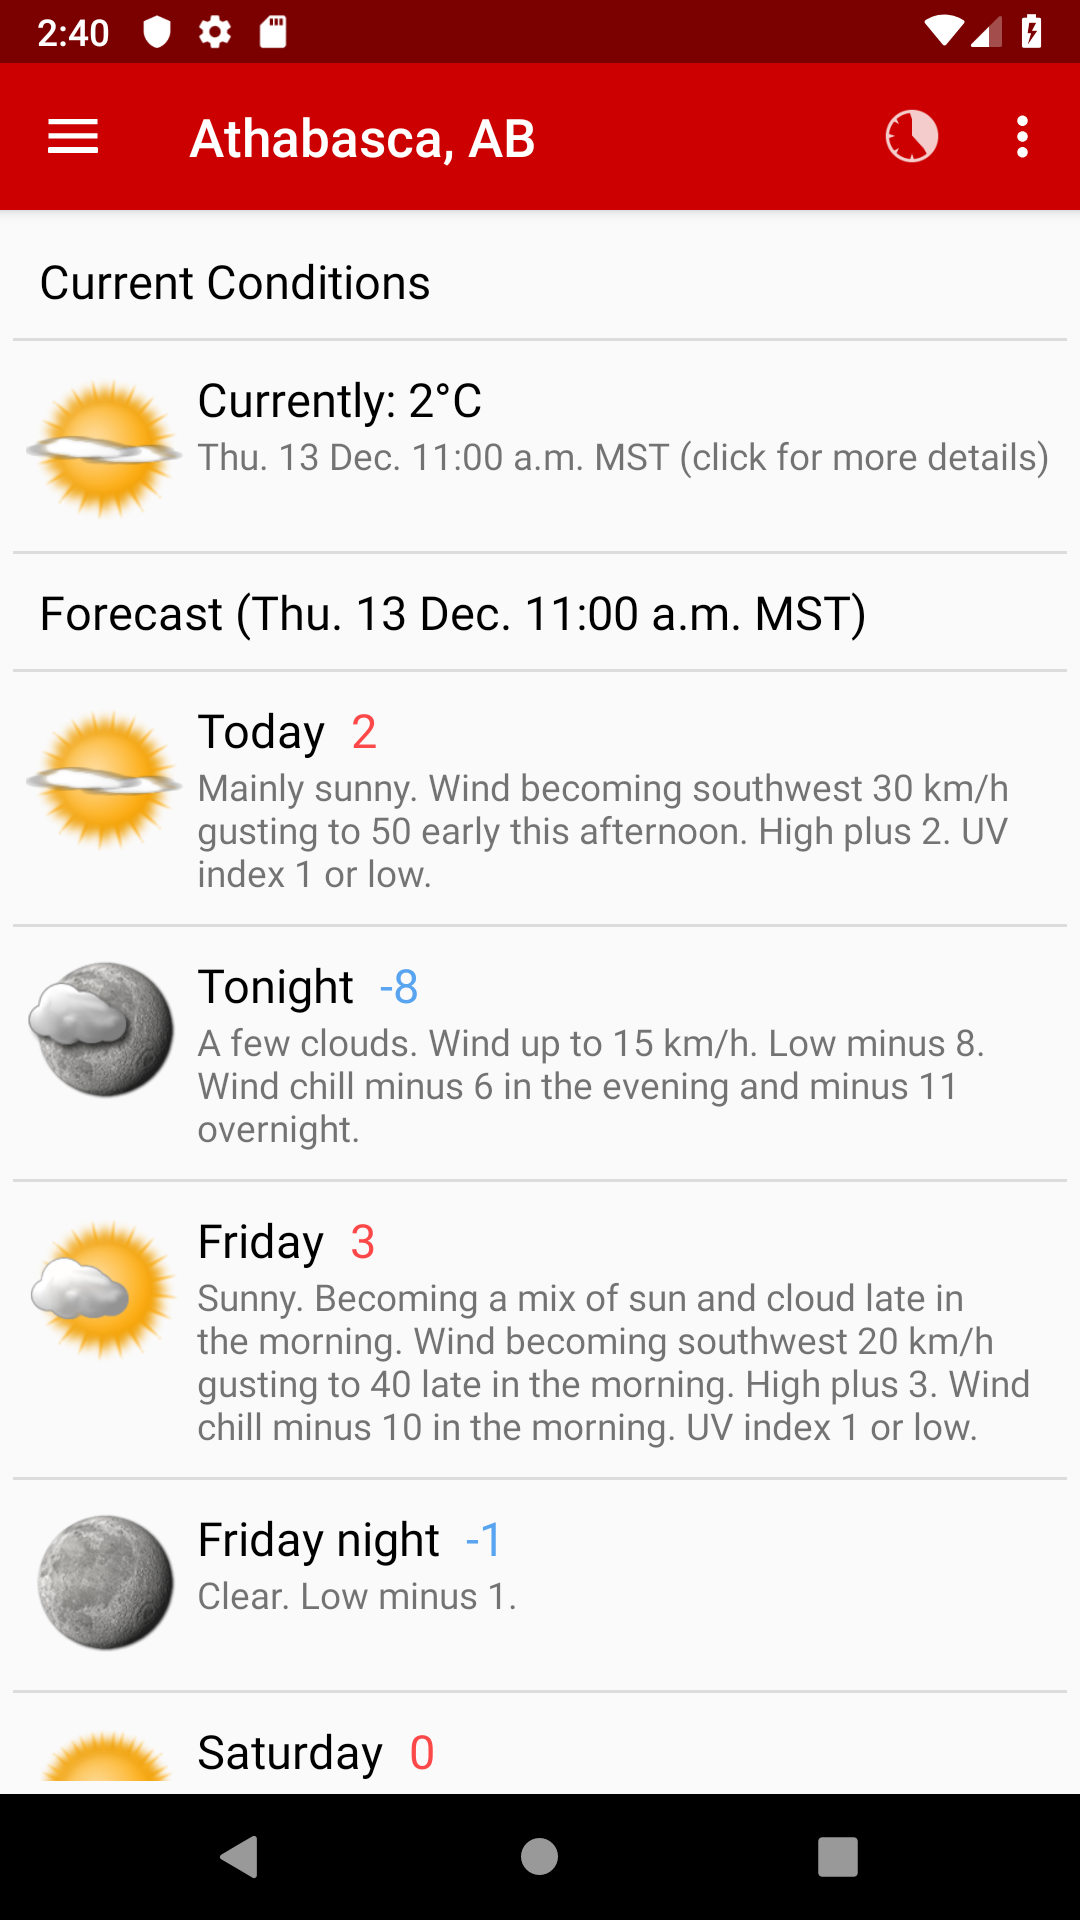 2:40
Athabasca, AB
Current Conditions
Currently: 2°C
Thu. 13 Dec. 11:00 a.m. MST (click for more details)
Forecast (Thu. 13 Dec. 11:00 a.m. MST)
Today 2
Mainly sunny. Wind becoming southwest 30 km/h
gusting to 50 early this afternoon. High plus 2. UV
index 1 or low.
Tonight -8
A few clouds. Wind up to 15 km/h. Low minus 8.
Wind chill minus 6 in the evening and minus 11
overnight.
Friday 3
Sunny. Becoming a mix of sun and cloud late in
the morning. Wind becoming southwest 20 km/h
gusting to 40 late in the morning. High plus 3. Wind
chill minus 10 in the morning. UV index 1 or low.
Friday night -1
Clear. Low minus 1.
Saturday 0